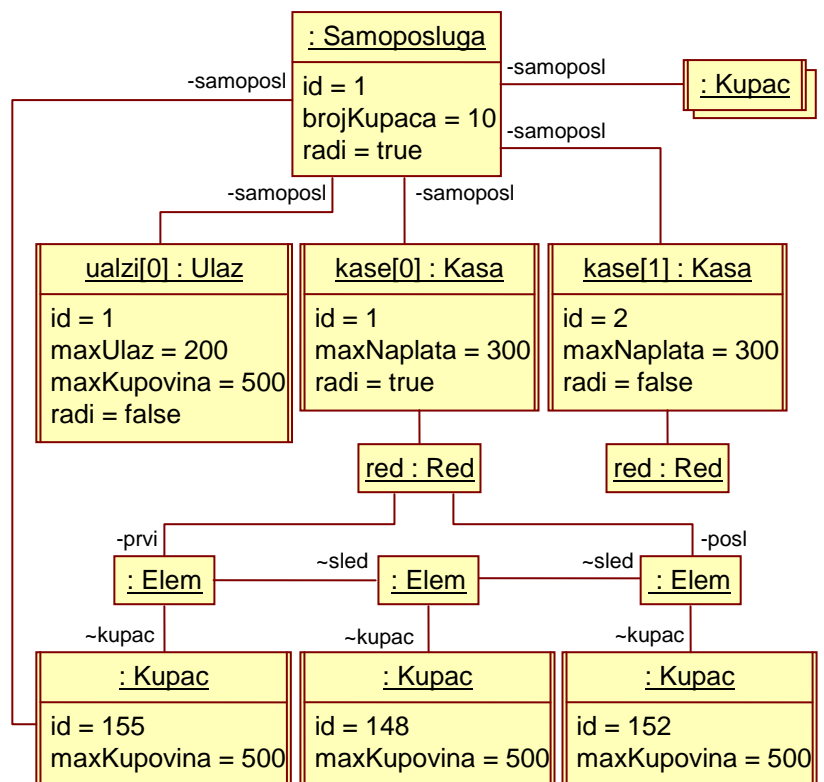 : Samoposluga
id = 1
brojKupaca = 10
radi = true
-samoposl
-samoposl
: Kupac
-samoposl
-samoposl
-samoposl
ualzi[0] : Ulaz
id = 1
maxUlaz = 200
maxKupovina = 500
radi = false
kase[0] : Kasa
id = 1
maxNaplata = 300
radi = true
kase[1] : Kasa
id = 2
maxNaplata = 300
radi = false
red : Red
red : Red
-prvi
-posl
: Elem
~sled
: Elem
~sled
: Elem
~kupac
~kupac
~kupac
: Kupac
id = 155
maxKupovina = 500
: Kupac
id = 148
maxKupovina = 500
: Kupac
id = 152
maxKupovina = 500